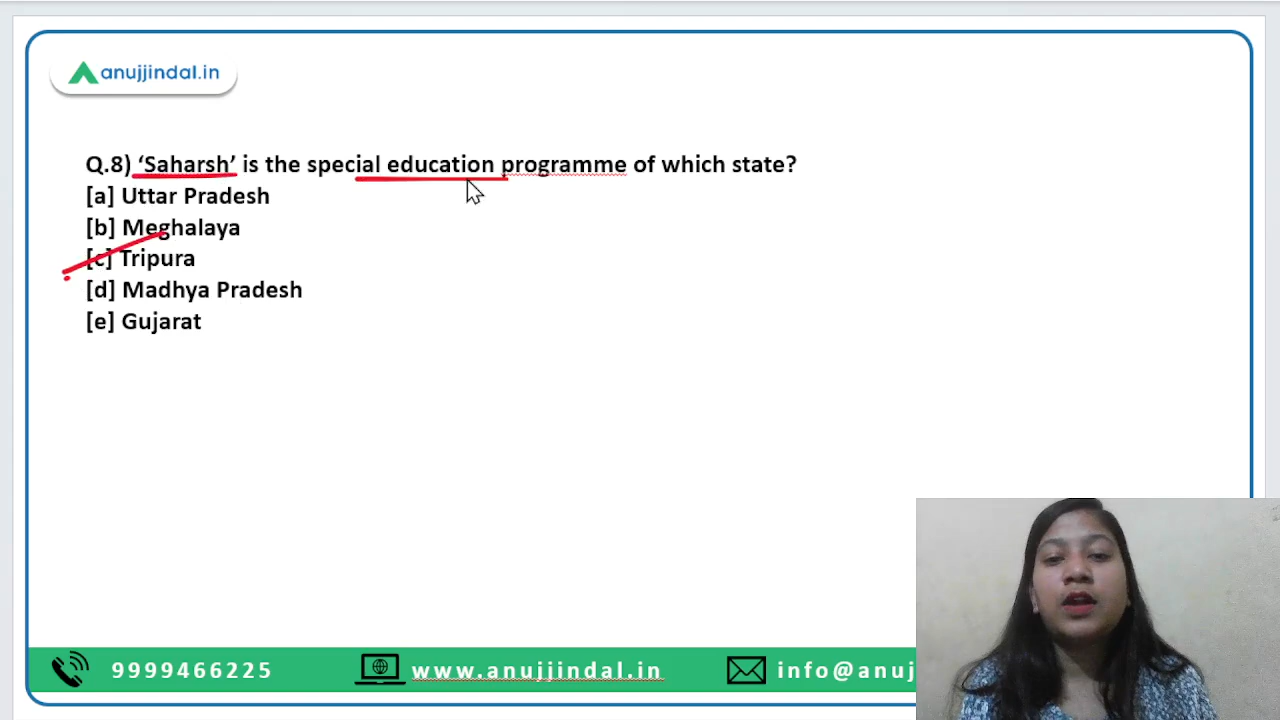 anujjindal.in
Q.8) ‘Saharsh’ is the special education programme of which state?
[a] Uttar Pradesh
[b] Meghalaya
[c] Tripura
[d] Madhya Pradesh
[e] Gujarat
9999466225 www.anujjindal.in info@anuj